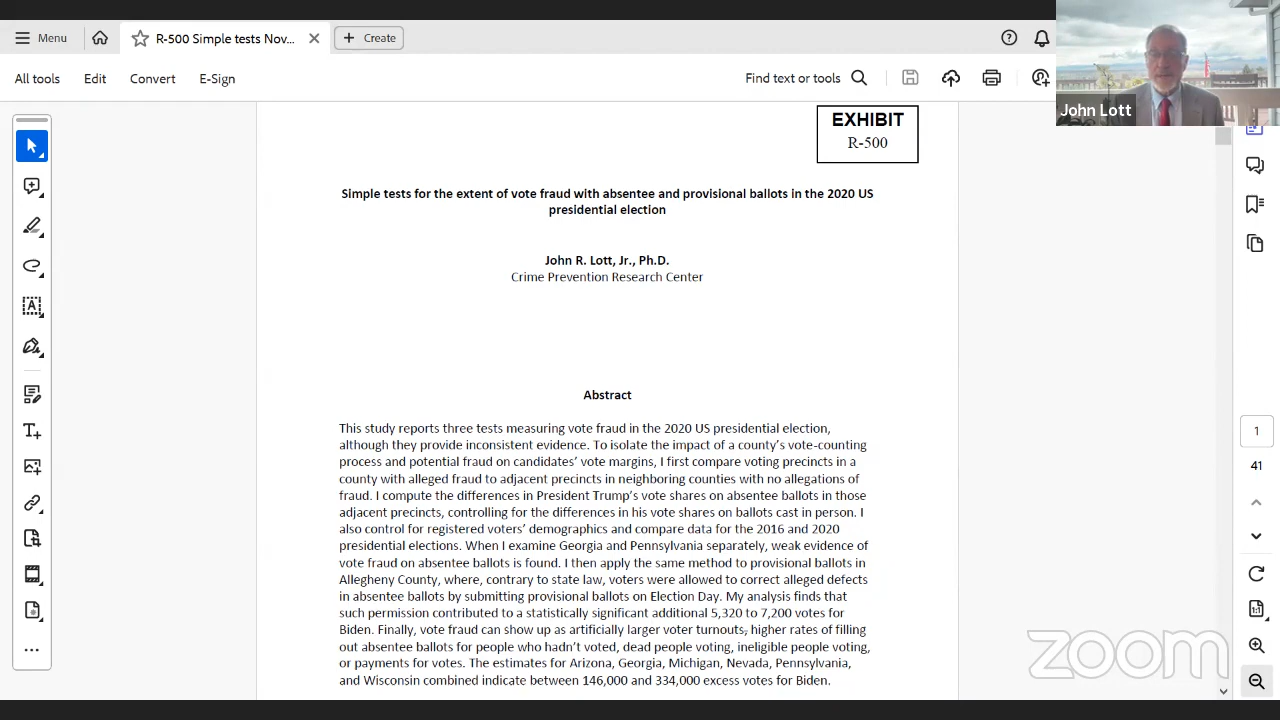 Menu
R-500 Simple tests Nov...
Create
All tools
Edit
Convert
E-Sign
Find text or tools
John Lott
EXHIBIT
R-500
Simple tests for the extent of vote fraud with absentee and provisional ballots in the 2020 US
presidential election
John R. Lott, Jr., Ph.D.
Crime Prevention Research Center
Abstract
This study reports three tests measuring vote fraud in the 2020 US presidential election,
although they provide inconsistent evidence. To isolate the impact of a county's vote-counting
process and potential fraud on candidates' vote margins, I first compare voting precincts in a
county with alleged fraud to adjacent precincts in neighboring counties with no allegations of
fraud. I compute the differences in President Trump's vote shares on absentee ballots in those
adjacent precincts, controlling for the differences in his vote shares on ballots cast in person. I
also control for registered voters' demographics and compare data for the 2016 and 2020
presidential elections. When I examine Georgia and Pennsylvania separately, weak evidence of
vote fraud on absentee ballots is found. I then apply the same method to provisional ballots in
Allegheny County, where, contrary to state law, voters were allowed to correct alleged defects
in absentee ballots by submitting provisional ballots on Election Day. My analysis finds that
such permission contributed to a statistically significant additional 5,320 to 7,200 votes for
Biden. Finally, vote fraud can show up as artificially larger voter turnouts, higher rates of filling
out absentee ballots for people who hadn't voted, dead people voting, ineligible people voting,
or payments for votes. The estimates for Arizona, Georgia, Michigan, Nevada, Pennsylvania,
and Wisconsin combined indicate between 146,000 and 334,000 excess votes for Biden.
1
41
1:1
zoom